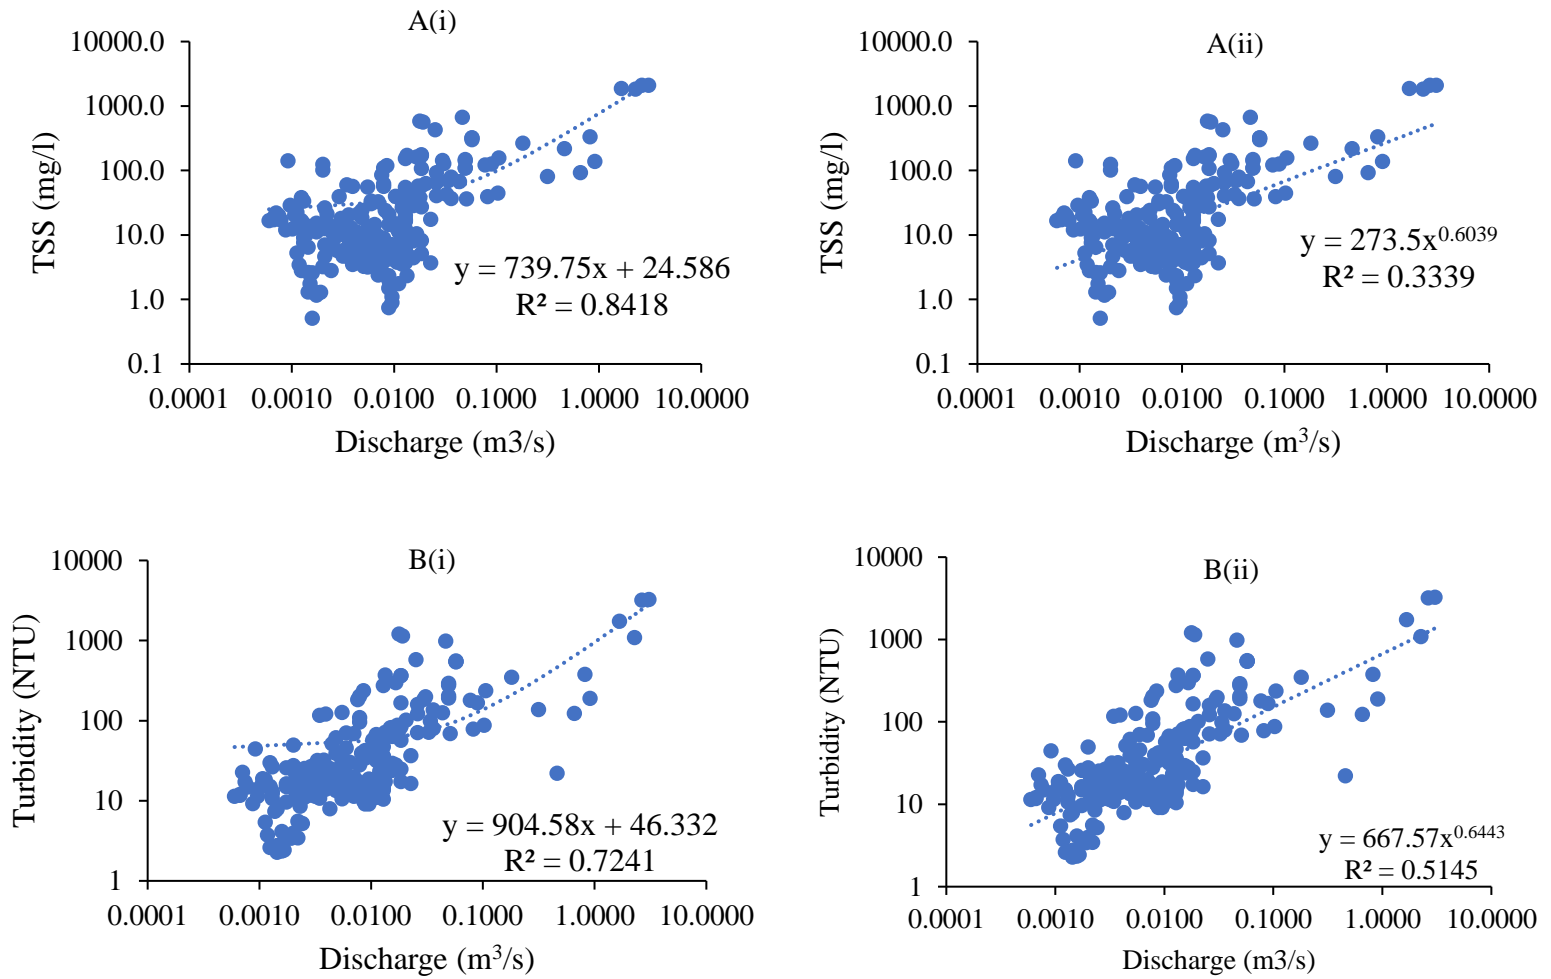 A(i)
10000.0
1000.0
100.0
10.0
1.0
0.1
TSS (mg/l)
y = 739.75x + 24.586
R² = 0.8418
0.0001 0.0010 0.0100 0.1000 1.0000 10.0000
Discharge (m3/s)
A(ii)
10000.0
1000.0
100.0
10.0
1.0
0.1
TSS (mg/l)
y = 273.5x^0.6039
R² = 0.3339
0.0001 0.0010 0.0100 0.1000 1.0000 10.0000
Discharge (m³/s)
B(i)
10000
1000
100
10
1
Turbidity (NTU)
y = 904.58x + 46.332
R² = 0.7241
0.0001 0.0010 0.0100 0.1000 1.0000 10.0000
Discharge (m³/s)
B(ii)
10000
1000
100
10
1
Turbidity (NTU)
y = 667.57x^0.6443
R² = 0.5145
0.0001 0.0010 0.0100 0.1000 1.0000 10.0000
Discharge (m3/s)